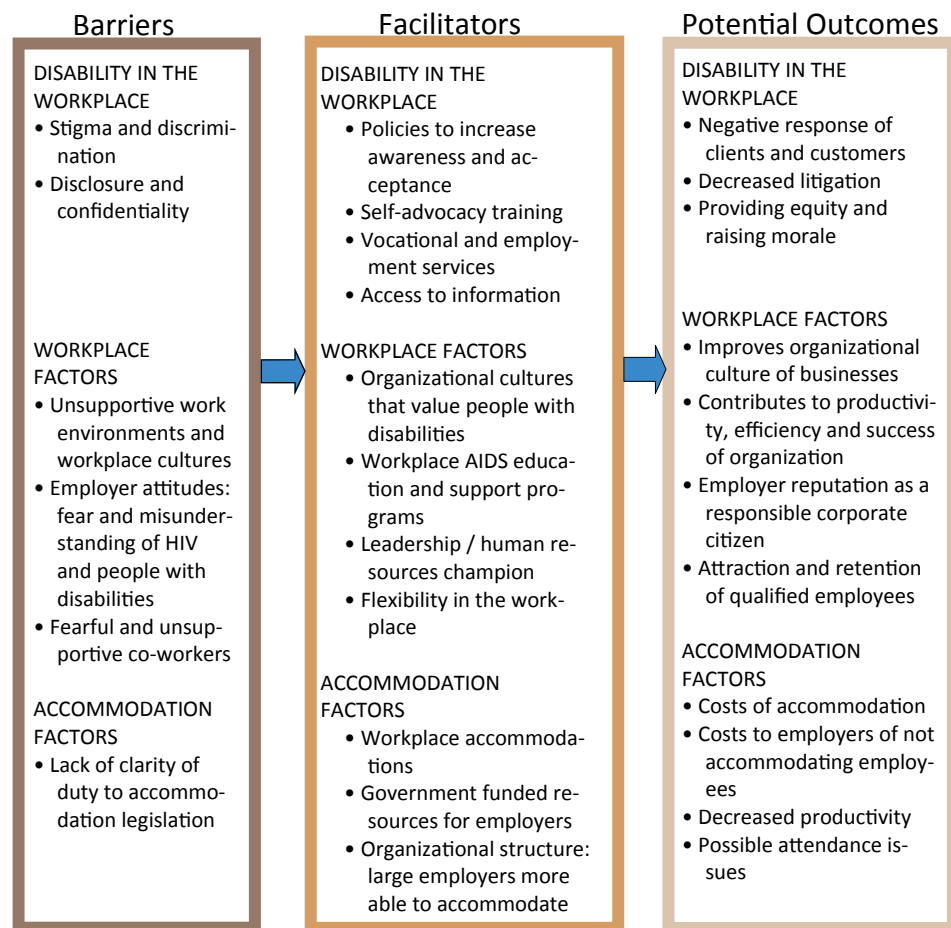 Barriers
DISABILITY IN THE
WORKPLACE
• Stigma and discrimi-
nation
• Disclosure and
confidentiality
WORKPLACE
FACTORS
• Unsupportive work
environments and
workplace cultures
• Employer attitudes:
fear and misunder-
standing of HIV
and people with
disabilities
• Fearful and unsup-
portive co-workers
ACCOMMODATION
FACTORS
• Lack of clarity of
duty to accommo-
dation legislation
Facilitators
DISABILITY IN THE
WORKPLACE
• Policies to increase
awareness and ac-
ceptance
• Self-advocacy training
• Vocational and employ-
ment services
• Access to information
WORKPLACE FACTORS
• Organizational cultures
that value people with
disabilities
• Workplace AIDS educa-
tion and support pro-
grams
• Leadership / human re-
sources champion
• Flexibility in the work-
place
ACCOMMODATION
FACTORS
• Workplace accommoda-
tions
• Government funded re-
sources for employers
• Organizational structure:
large employers more
able to accommodate
Potential Outcomes
DISABILITY IN THE
WORKPLACE
• Negative response of
clients and customers
• Decreased litigation
• Providing equity and
raising morale
WORKPLACE FACTORS
• Improves organizational
culture of businesses
• Contributes to productivi-
ty, efficiency and success
of organization
• Employer reputation as a
responsible corporate
citizen
• Attraction and retention
of qualified employees
ACCOMMODATION
FACTORS
• Costs of accommodation
• Costs to employers of not
accommodating employ-
ees
• Decreased productivity
• Possible attendance is-
sues